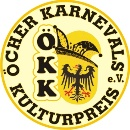 ÖCHER KARNEVALS
ÖKK
e.V.
KULTURPREIS